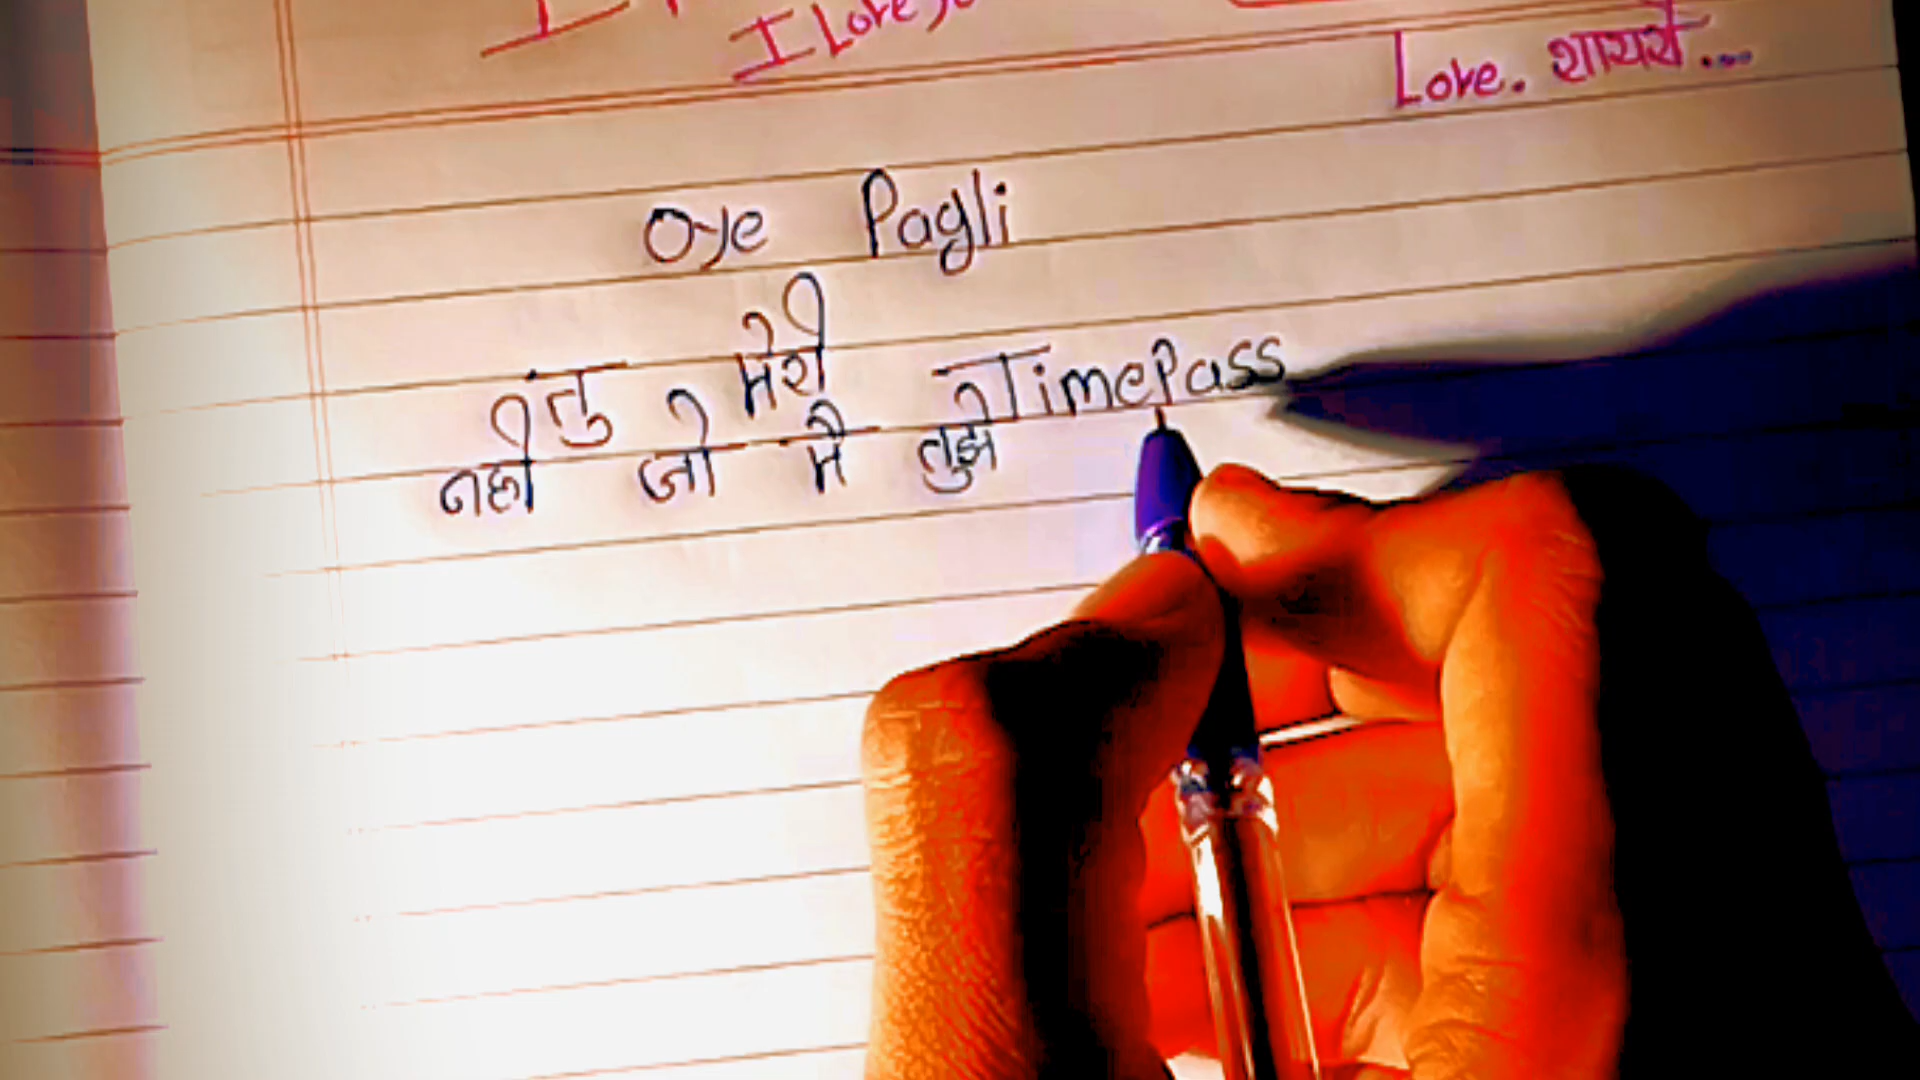 I Love
Love. शायरी....
Oye Pagli
तु मेरी TimePass
नही जो मै तुझे